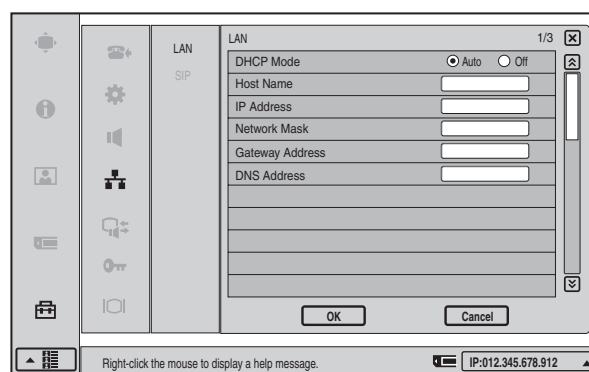 LAN
SIP
LAN 1/3
DHCP Mode Auto Off
Host Name
IP Address
Network Mask
Gateway Address
DNS Address
OK Cancel
Right-click the mouse to display a help message.
IP:012.345.678.912